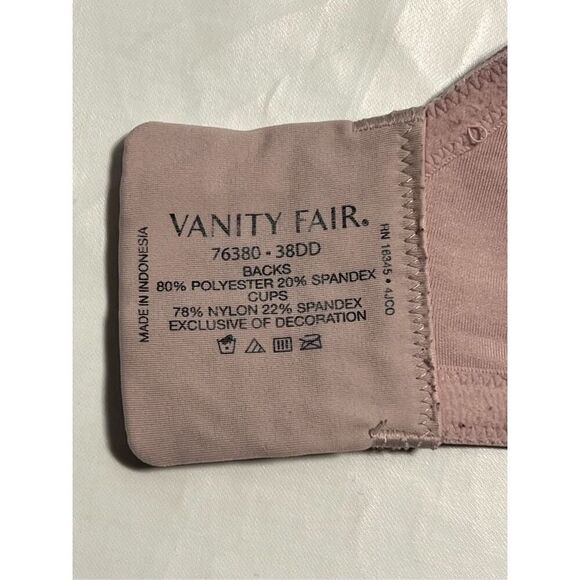 VANITY FAIR®
76380 - 38DD
BACKS
80% POLYESTER 20% SPANDEX
CUPS
78% NYLON 22% SPANDEX
EXCLUSIVE OF DECORATION
MADE IN INDONESIA
RN 16345 • 4JCO